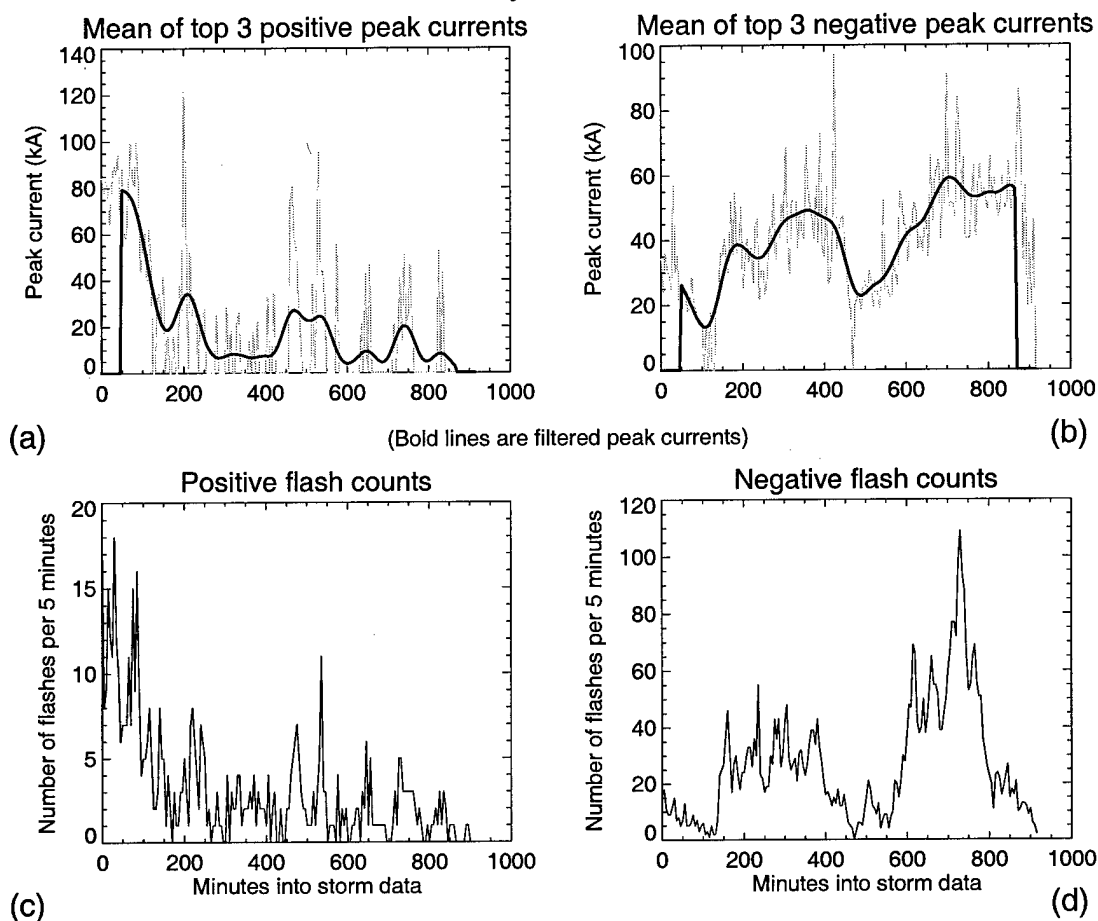 Mean of top 3 positive peak currents
Peak current (kA)
140
120
100
80
60
40
20
0
0 200 400 600 800 1000
(a)
Mean of top 3 negative peak currents
Peak current (kA)
100
80
60
40
20
0
0 200 400 600 800 1000
(b)
(Bold lines are filtered peak currents)
Positive flash counts
Number of flashes per 5 minutes
20
15
10
5
0
0 200 400 600 800 1000
Minutes into storm data
(c)
Negative flash counts
Number of flashes per 5 minutes
120
100
80
60
40
20
0
0 200 400 600 800 1000
Minutes into storm data
(d)